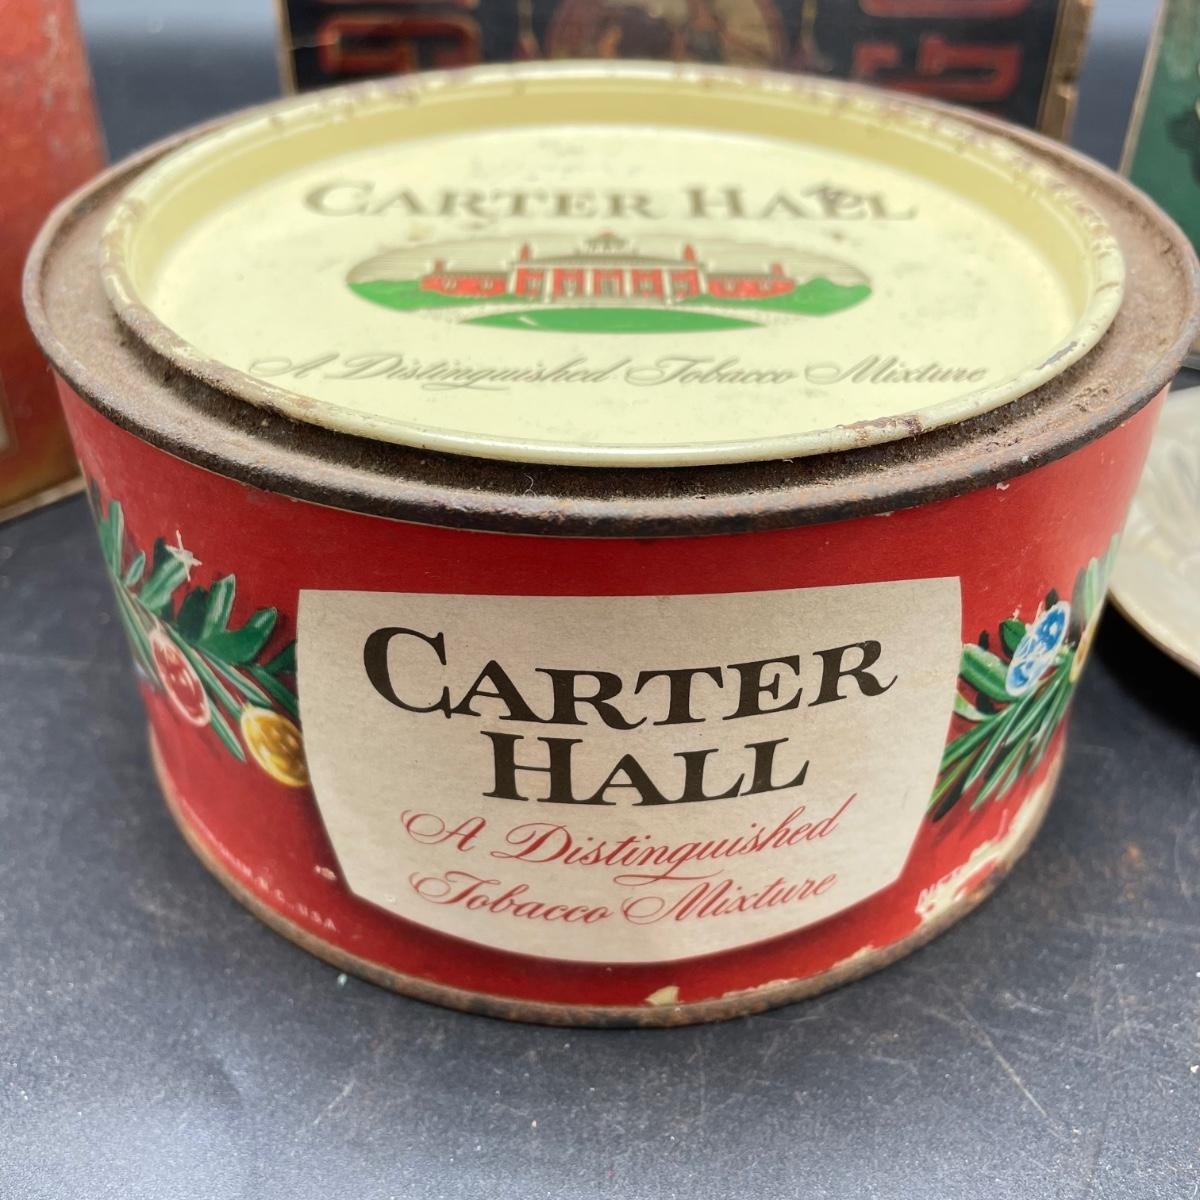 CARTER HALL
A Distinguished Tobacco Mixture
CARTER
HALL
A Distinguished
Tobacco Mixture
U.S.A.